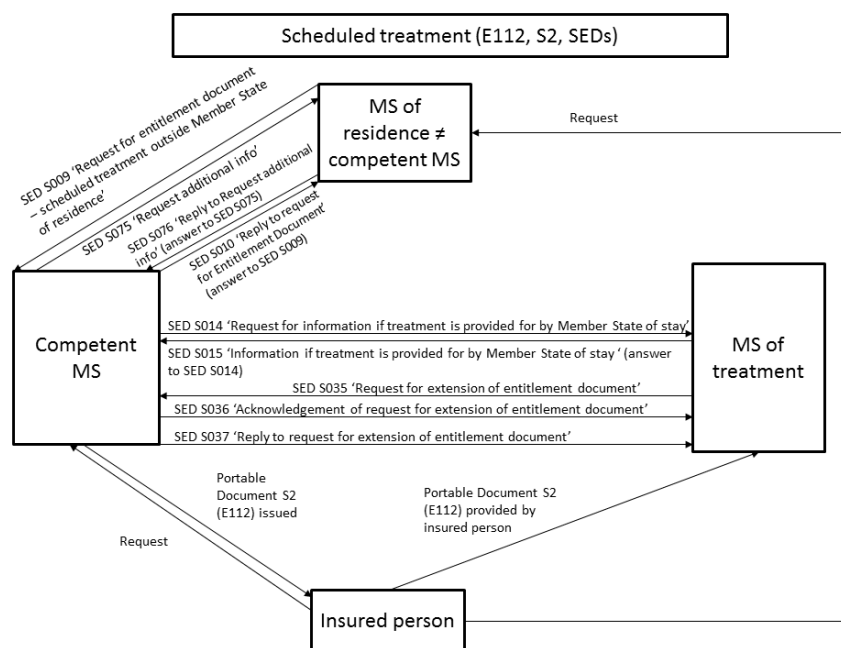 Scheduled treatment (E112, S2, SEDs)
SED S009 ‘Request for entitlement document
– scheduled treatment outside Member State
of residence’
SED S075 ‘Request additional info’
SED S076 ‘Reply to Request additional
info’ (answer to SED S075)
SED S010 ‘Reply to request
for Entitlement Document’
(answer to SED S009)
MS of
residence ≠
competent MS
Request
Competent
MS
SED S014 ‘Request for information if treatment is provided for by Member State of stay’
SED S015 ‘Information if treatment is provided for by Member State of stay ‘ (answer
to SED S014)
SED S035 ‘Request for extension of entitlement document’
SED S036 ‘Acknowledgement of request for extension of entitlement document’
SED S037 ‘Reply to request for extension of entitlement document’
MS of
treatment
Portable
Document S2
(E112) issued
Request
Portable Document S2
(E112) provided by
insured person
Insured person